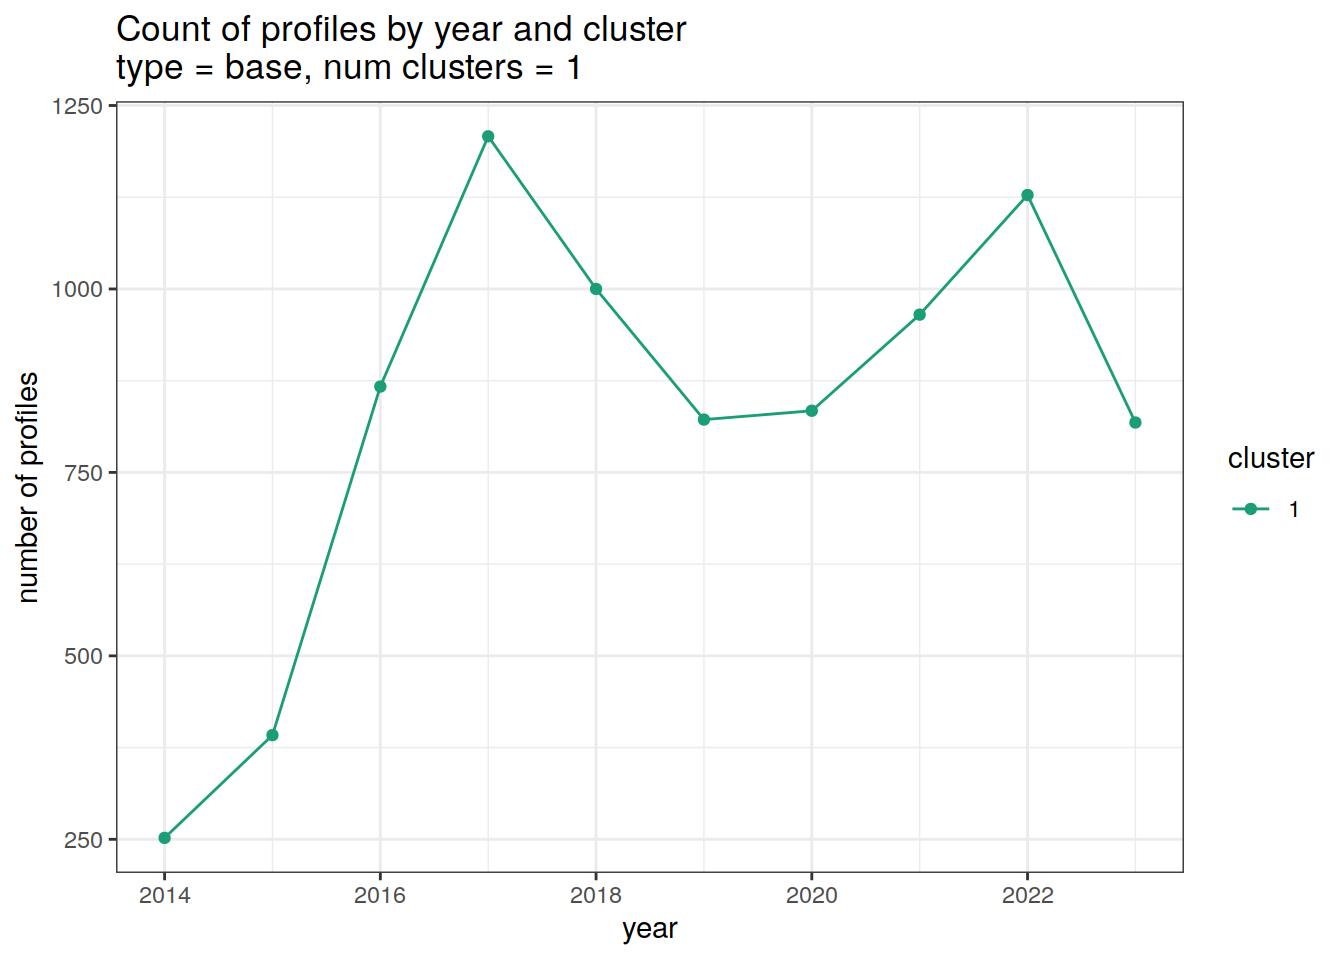 Count of profiles by year and cluster
type = base, num clusters = 1
1250
1000
750
500
250
number of profiles
2014 2016 2018 2020 2022
year
cluster
1